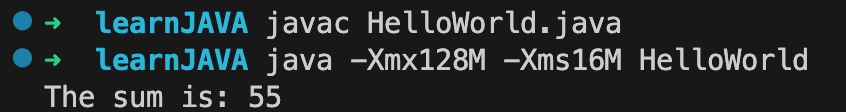 ➜ learnJAVA javac HelloWorld.java
➜ learnJAVA java -Xmx128M -Xms16M HelloWorld
The sum is: 55